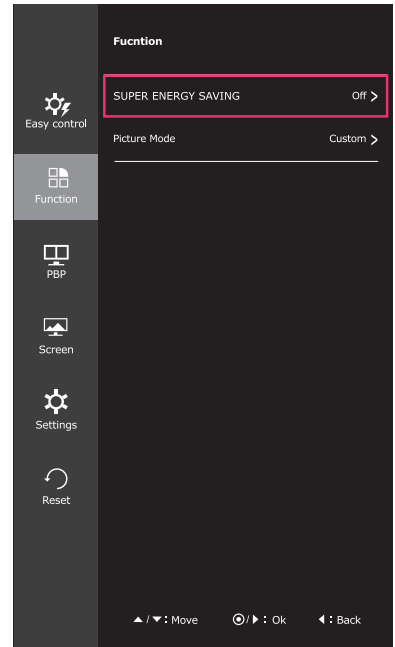 Fucntion
SUPER ENERGY SAVING Off >
Picture Mode Custom >
Easy control
Function
PBP
Screen
Settings
Reset
▲/▼: Move ◉/▶: Ok ◀: Back